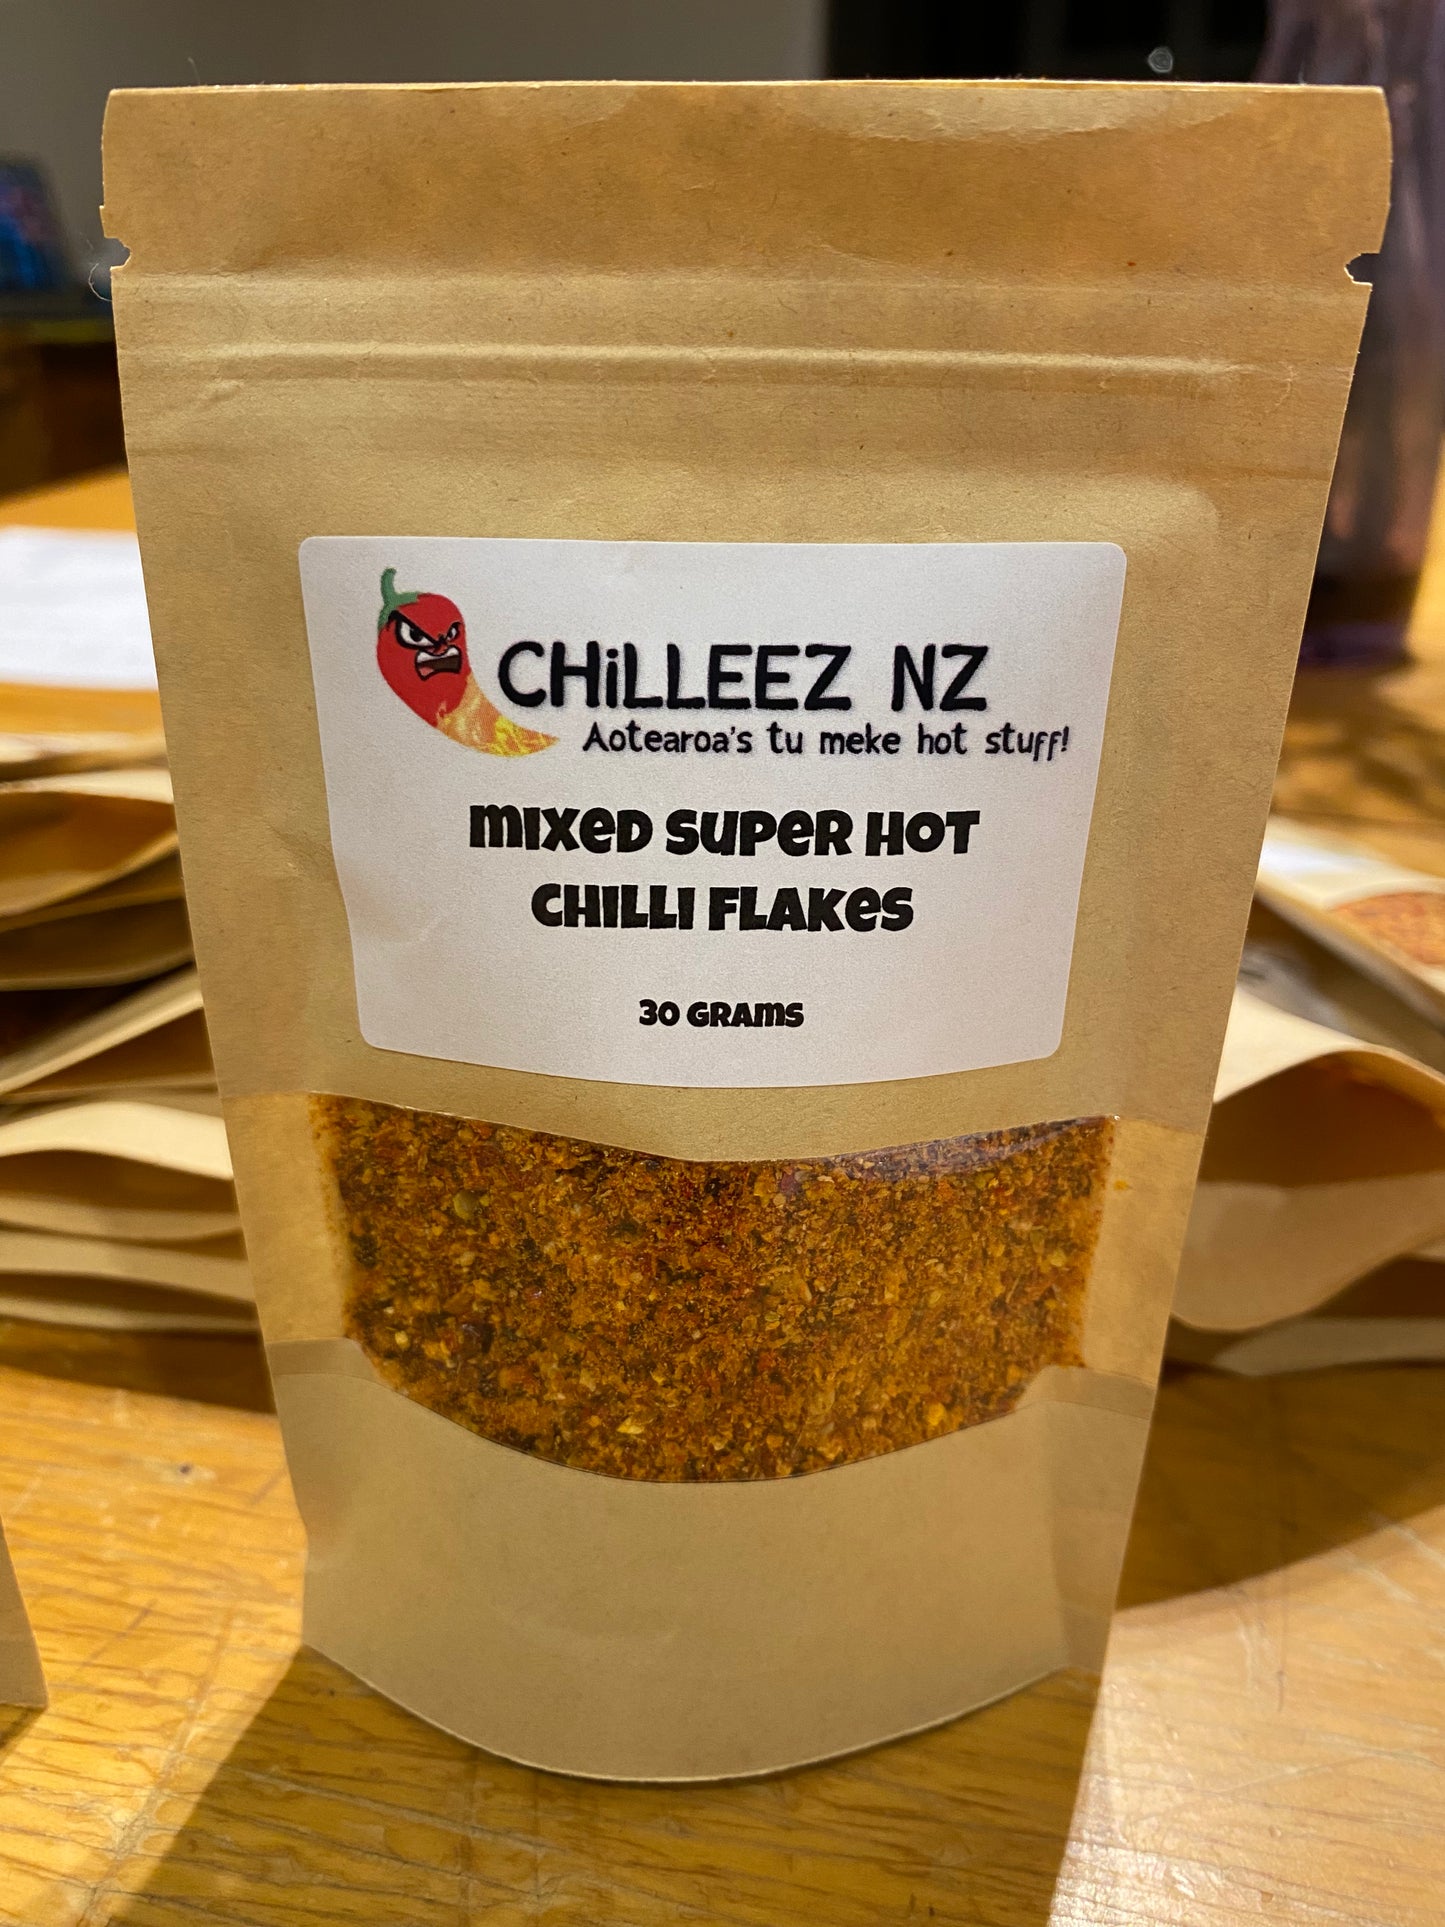 CHiLLEEZ NZ
Aotearoa's tu meke hot stuff!
MIXED SUPER HOT
CHILLI FLAKES
30 GRAMS